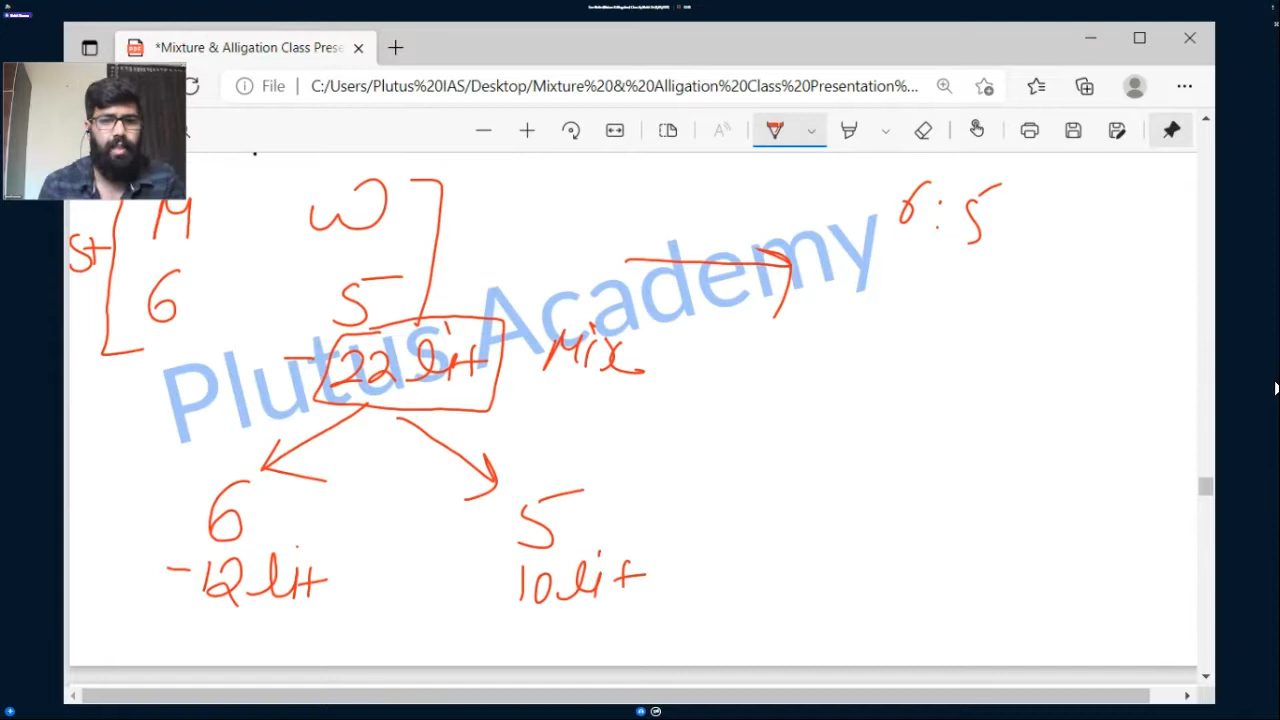 *Mixture & Alligation Class Prese
File C:/Users/Plutus%20IAS/Desktop/Mixture%20&%20Alligation%20Class%20Presentation%...
M W
6 : 5
St
6 5
Plutus Academy
- 22 lit Mix
6 5
-12 lit 10 lit